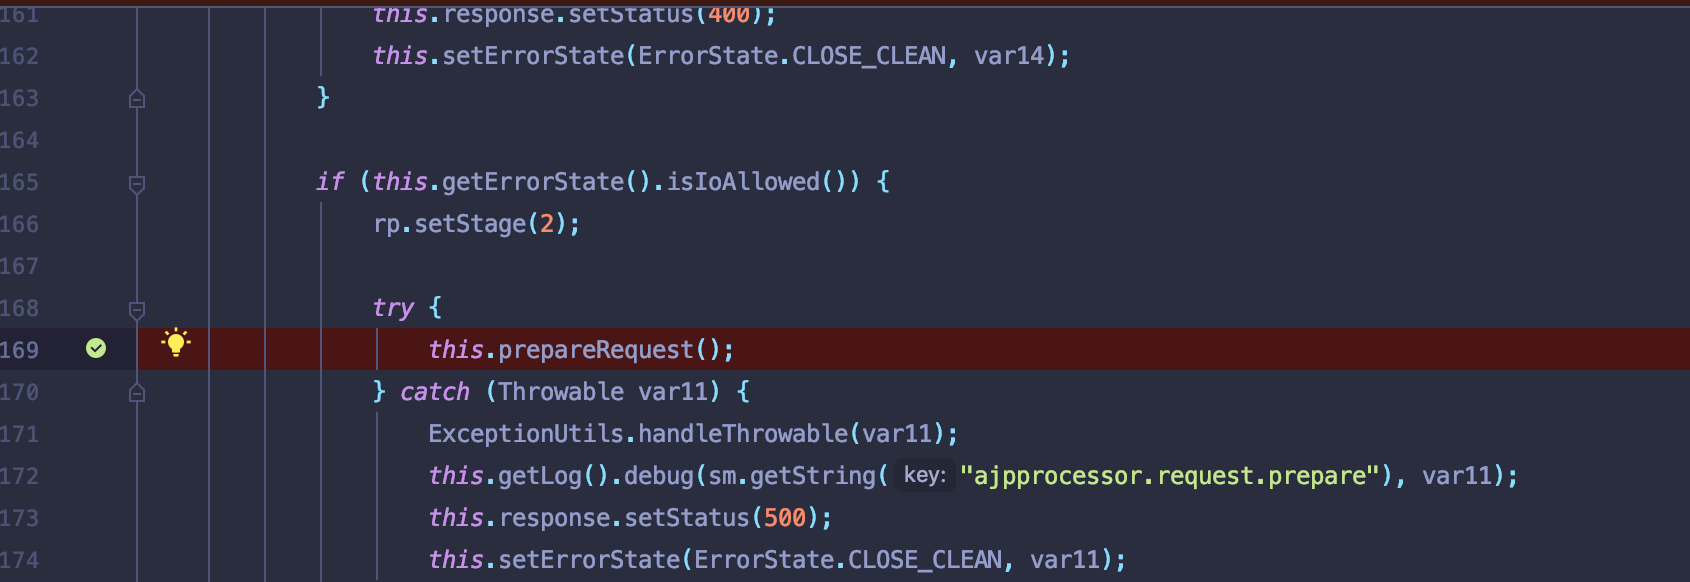 161 this.response.setStatus(400);
162 this.setErrorState(ErrorState.CLOSE_CLEAN, var14);
163 }
164
165 if (this.getErrorState().isIoAllowed()) {
166 rp.setStage(2);
167
168 try {
169 this.prepareRequest();
170 } catch (Throwable var11) {
171 ExceptionUtils.handleThrowable(var11);
172 this.getLog().debug(sm.getString( key: "ajpprocessor.request.prepare"), var11);
173 this.response.setStatus(500);
174 this.setErrorState(ErrorState.CLOSE_CLEAN, var11);